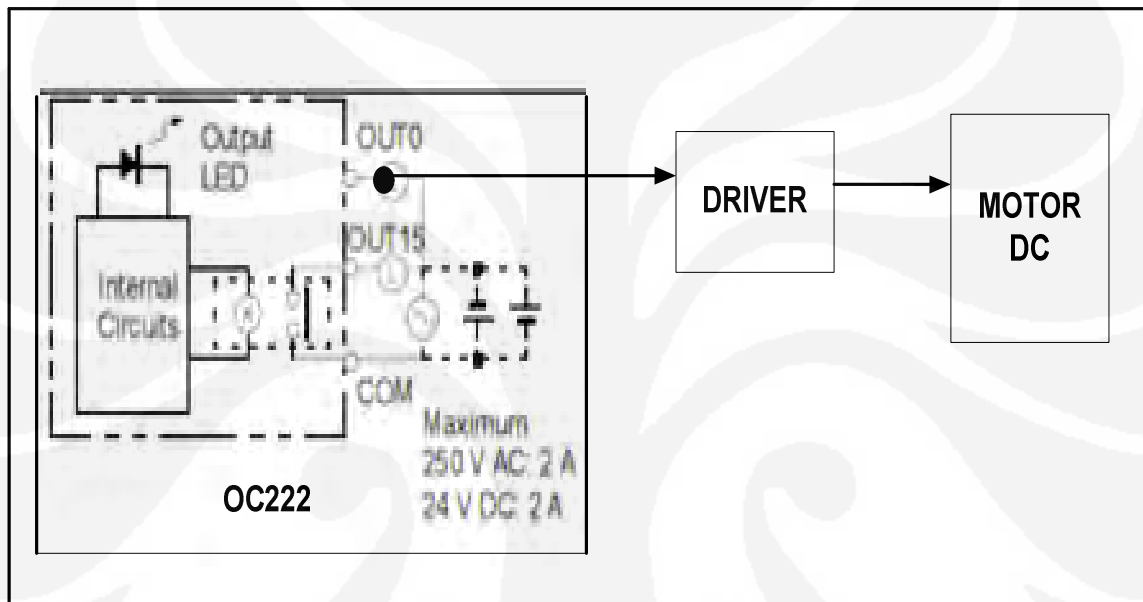 Output
LED
OUT0
OUT15
L
Internal
Circuits
COM
Maximum
250 V AC: 2 A
24 V DC: 2 A
OC222
DRIVER
MOTOR
DC